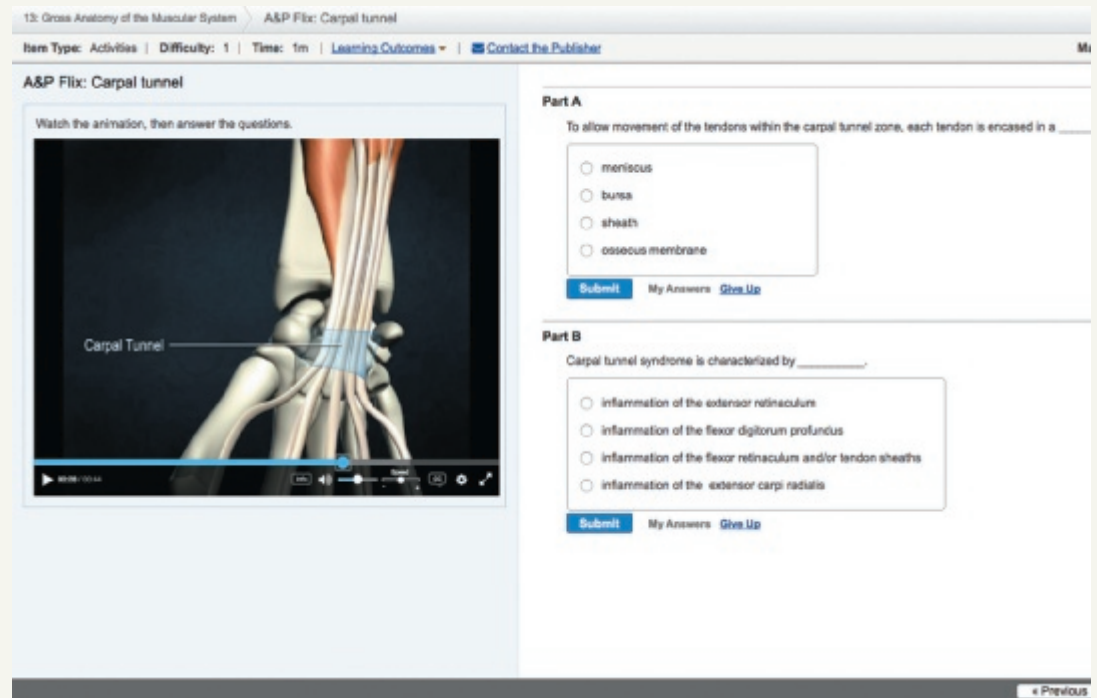 13: Gross Anatomy of the Muscular System A&P Flix: Carpal tunnel
Item Type: Activities | Difficulty: 1 | Time: 1m | Learning Outcomes | Contact the Publisher
A&P Flix: Carpal tunnel
Watch the animation, then answer the questions.
Carpal Tunnel
Speed
Part A
To allow movement of the tendons within the carpal tunnel zone, each tendon is encased in a ____
meniscus
bursa
sheath
osseous membrane
Submit My Answers Give Up
Part B
Carpal tunnel syndrome is characterized by __________.
inflammation of the extensor retinaculum
inflammation of the flexor digitorum profundus
inflammation of the flexor retinaculum and/or tendon sheaths
inflammation of the extensor carpi radialis
Submit My Answers Give Up
« Previous